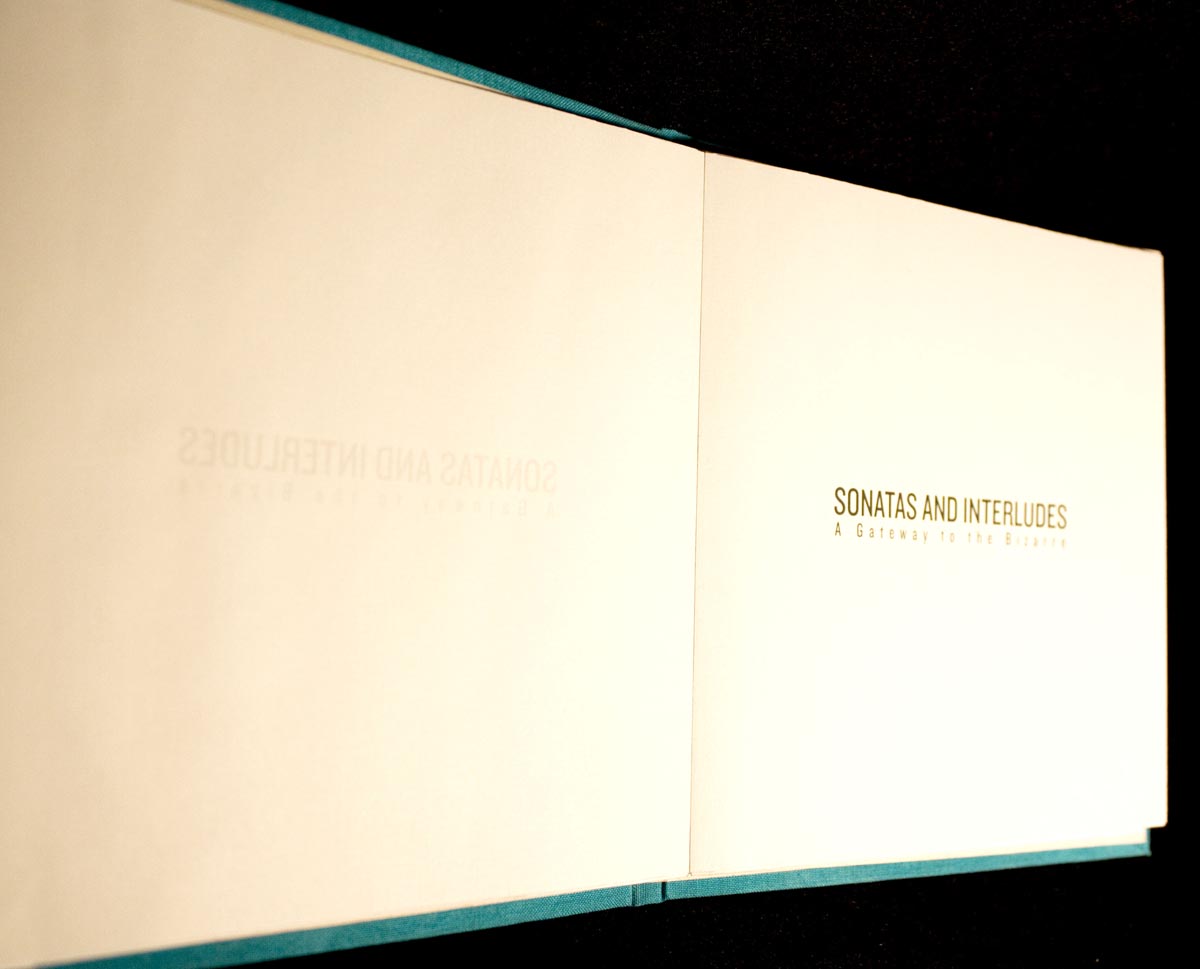 SONATAS AND INTERLUDES
A Gateway to the Bizarre
SONATAS AND INTERLUDES
A Gateway to the Bizarre